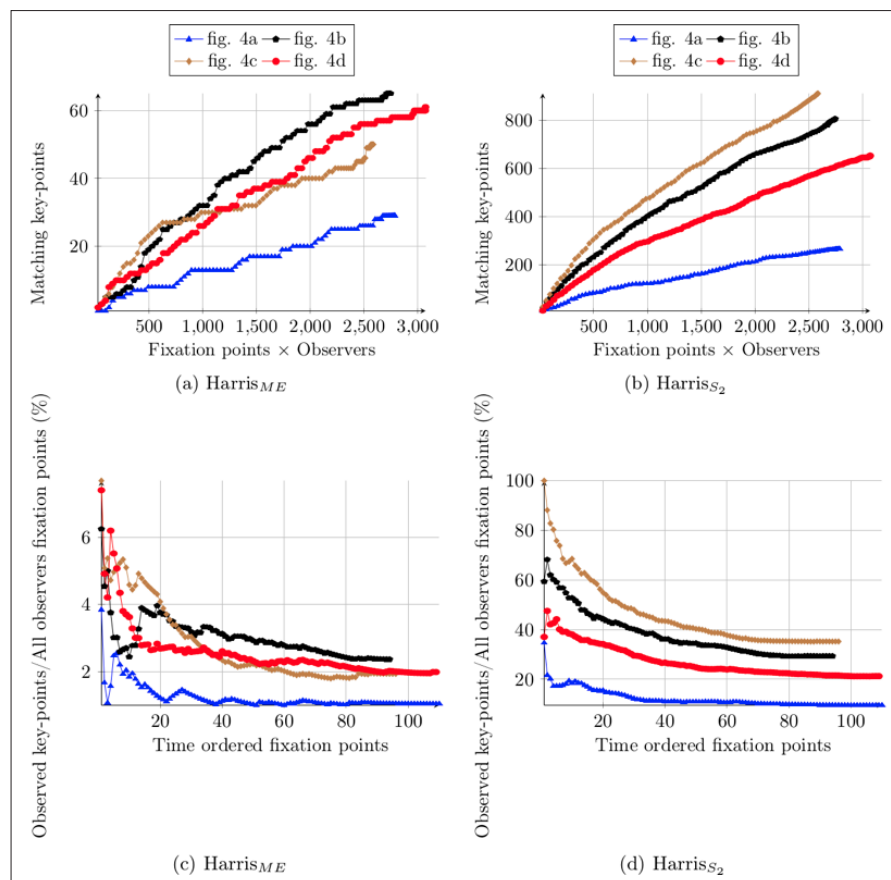 fig. 4a fig. 4b
fig. 4c fig. 4d
60
40
20
500 1,000 1,500 2,000 2,500 3,000
Matching key-points
Fixation points × Observers
(a) Harris_ME
fig. 4a fig. 4b
fig. 4c fig. 4d
800
600
400
200
500 1,000 1,500 2,000 2,500 3,000
Matching key-points
Fixation points × Observers
(b) Harris_S2
Observed key-points/All observers fixation points (%)
6
4
2
20 40 60 80 100
Time ordered fixation points
(c) Harris_ME
Observed key-points/All observers fixation points (%)
100
80
60
40
20
20 40 60 80 100
Time ordered fixation points
(d) Harris_S2